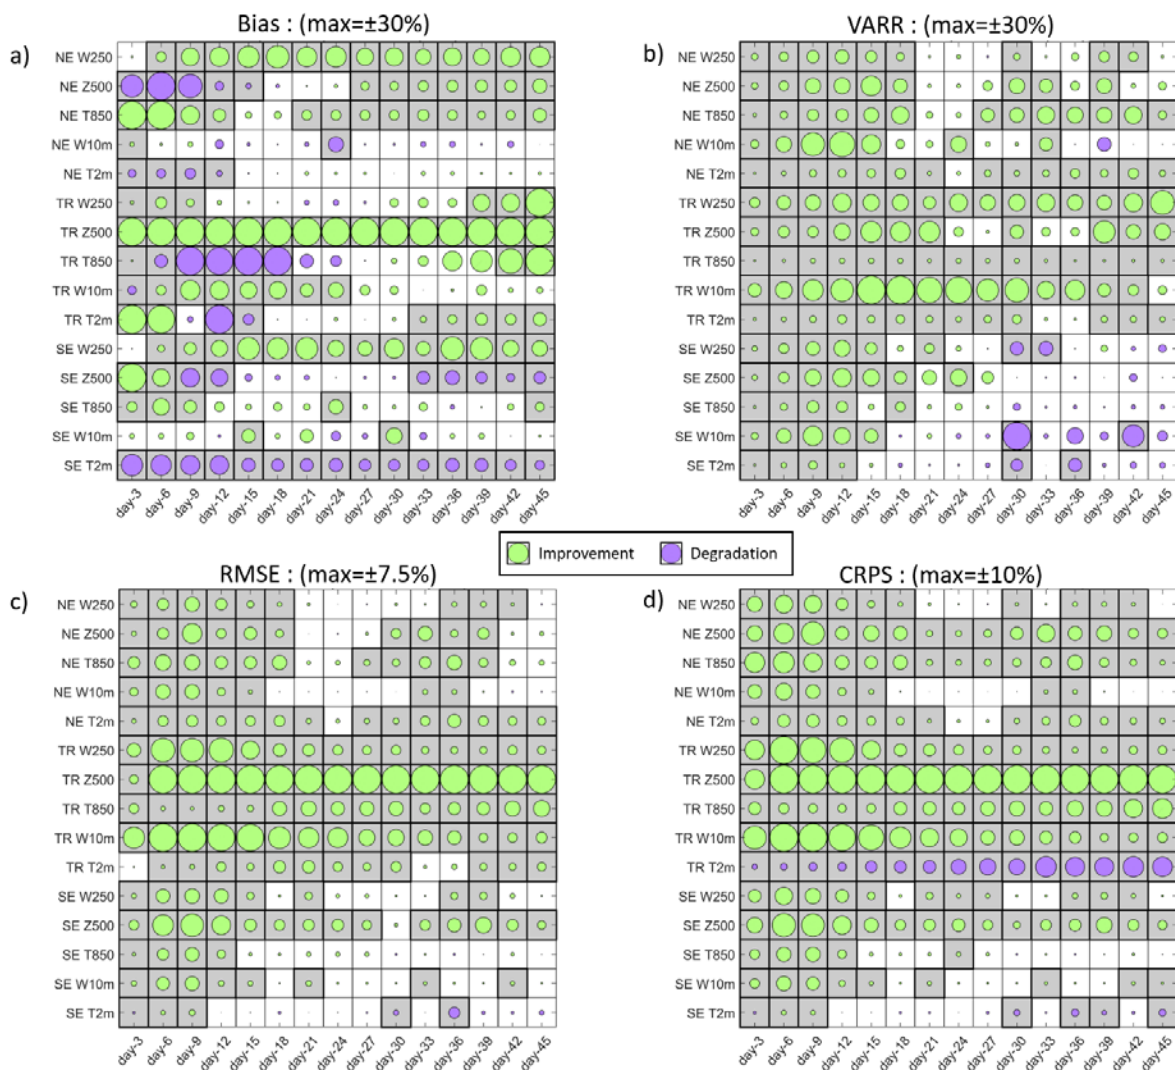 Bias : (max=±30%)
VARR : (max=±30%)
a)
b)
NE W250
NE Z500
NE T850
NE W10m
NE T2m
TR W250
TR Z500
TR T850
TR W10m
TR T2m
SE W250
SE Z500
SE T850
SE W10m
SE T2m
day-3 day-6 day-9 day-12 day-15 day-18 day-21 day-24 day-27 day-30 day-33 day-36 day-39 day-42 day-45
NE W250
NE Z500
NE T850
NE W10m
NE T2m
TR W250
TR Z500
TR T850
TR W10m
TR T2m
SE W250
SE Z500
SE T850
SE W10m
SE T2m
day-3 day-6 day-9 day-12 day-15 day-18 day-21 day-24 day-27 day-30 day-33 day-36 day-39 day-42 day-45
Improvement Degradation
RMSE : (max=±7.5%)
CRPS : (max=±10%)
c)
d)
NE W250
NE Z500
NE T850
NE W10m
NE T2m
TR W250
TR Z500
TR T850
TR W10m
TR T2m
SE W250
SE Z500
SE T850
SE W10m
SE T2m
day-3 day-6 day-9 day-12 day-15 day-18 day-21 day-24 day-27 day-30 day-33 day-36 day-39 day-42 day-45
NE W250
NE Z500
NE T850
NE W10m
NE T2m
TR W250
TR Z500
TR T850
TR W10m
TR T2m
SE W250
SE Z500
SE T850
SE W10m
SE T2m
day-3 day-6 day-9 day-12 day-15 day-18 day-21 day-24 day-27 day-30 day-33 day-36 day-39 day-42 day-45